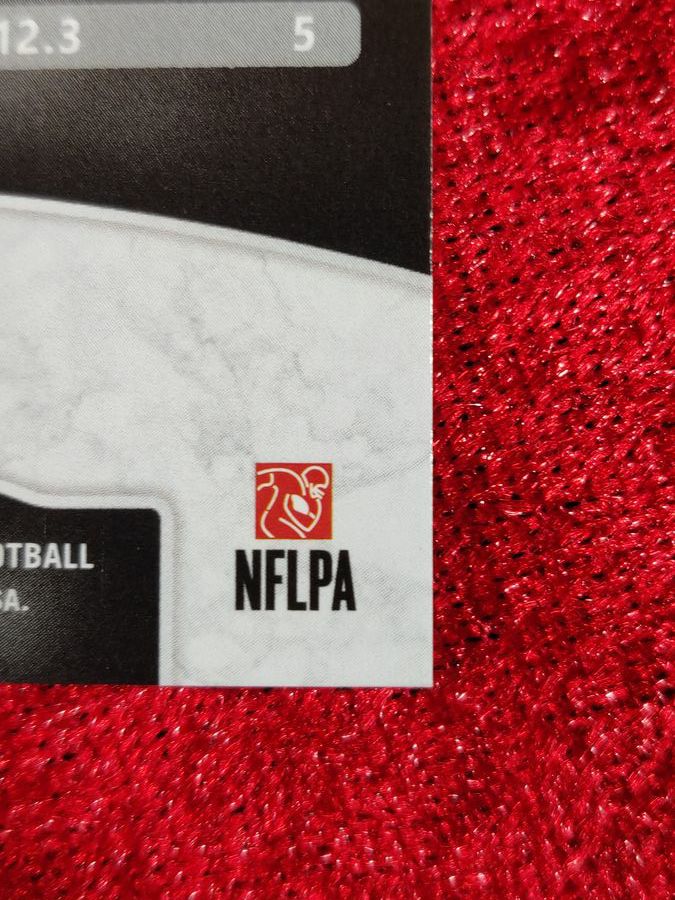 12.3 5
OTBALL
SA.
NFLPA